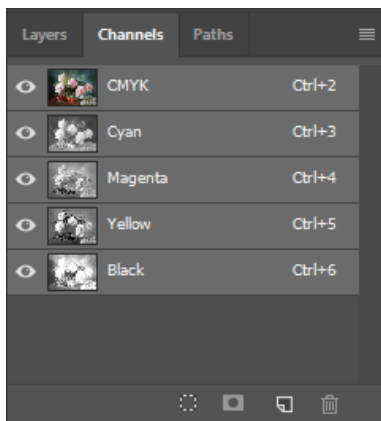 Layers Channels Paths
CMYK Ctrl+2
Cyan Ctrl+3
Magenta Ctrl+4
Yellow Ctrl+5
Black Ctrl+6